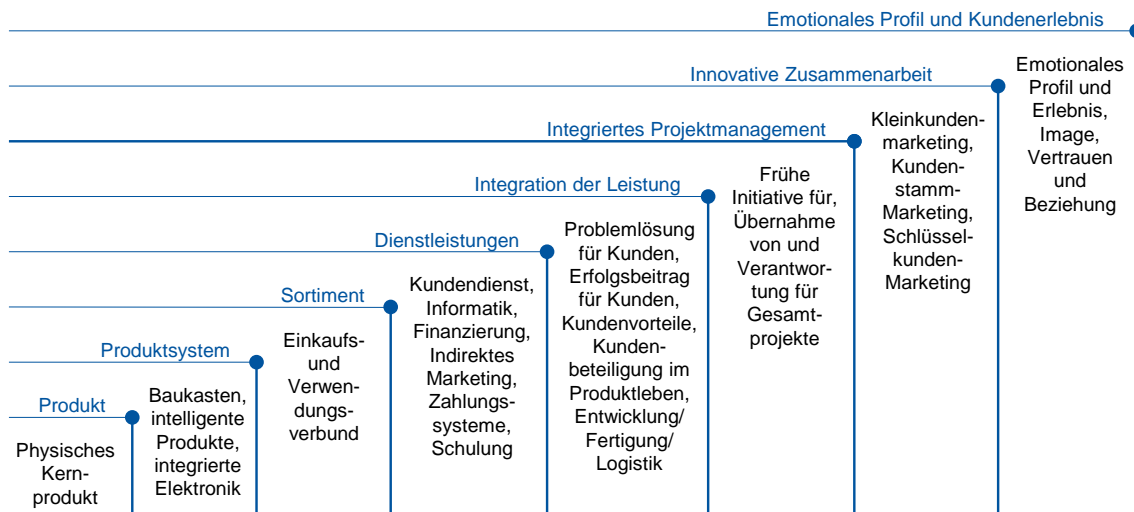 Emotionales Profil und Kundenerlebnis
Emotionales
Profil und
Erlebnis,
Image,
Vertrauen
und
Beziehung
Innovative Zusammenarbeit
Kleinkunden-
marketing,
Kunden-
stamm-
Marketing,
Schlüssel-
kunden-
Marketing
Integriertes Projektmanagement
Frühe
Initiative für,
Übernahme
von und
Verantwor-
tung für
Gesamt-
projekte
Integration der Leistung
Problemlösung
für Kunden,
Erfolgsbeitrag
für Kunden,
Kundenvorteile,
Kunden-
beteiligung im
Produktleben,
Entwicklung/
Fertigung/
Logistik
Dienstleistungen
Kundendienst,
Informatik,
Finanzierung,
Indirektes
Marketing,
Zahlungs-
systeme,
Schulung
Sortiment
Einkaufs-
und
Verwen-
dungs-
verbund
Produktsystem
Baukasten,
intelligente
Produkte,
integrierte
Elektronik
Produkt
Physisches
Kern-
produkt